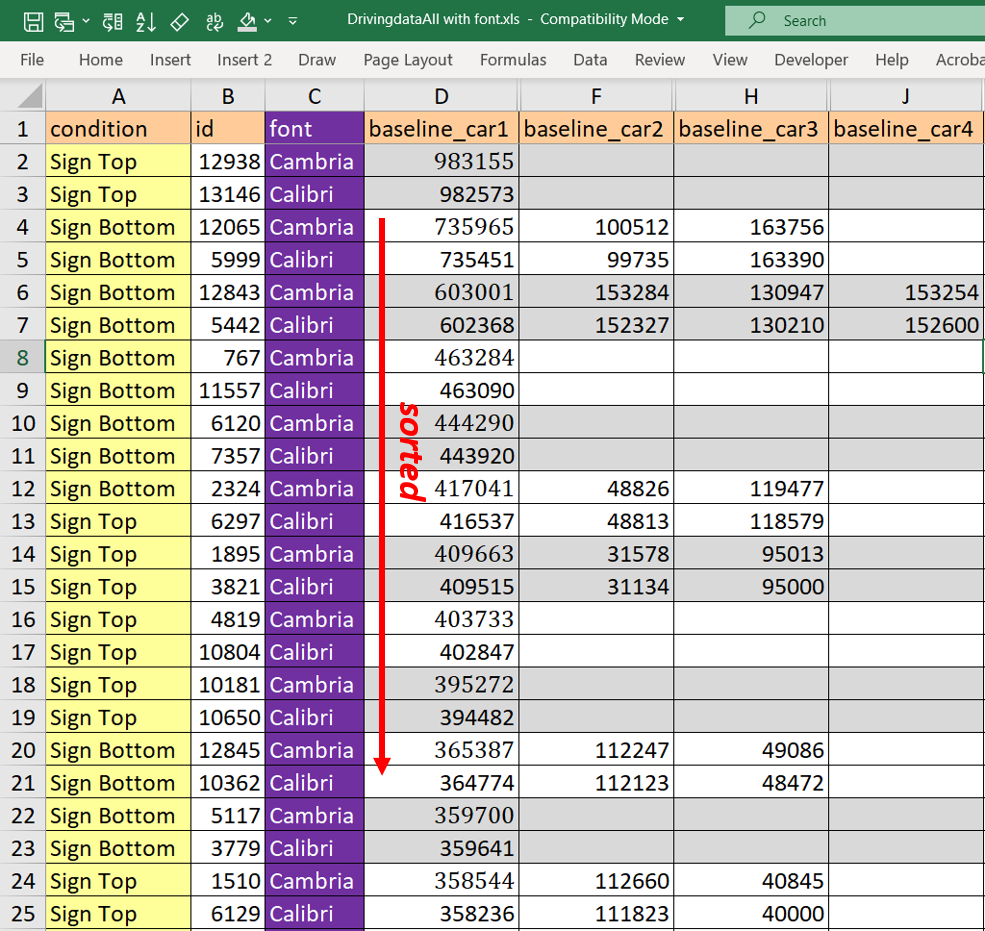 DrivingdataAll with font.xls - Compatibility Mode Search
File Home Insert Insert 2 Draw Page Layout Formulas Data Review View Developer Help Acroba
A B C D F H J
1 condition id font baseline_car1 baseline_car2 baseline_car3 baseline_car4
2 Sign Top 12938 Cambria 983155
3 Sign Top 13146 Calibri 982573
4 Sign Bottom 12065 Cambria 735965 100512 163756
5 Sign Bottom 5999 Calibri 735451 99735 163390
6 Sign Bottom 12843 Cambria 603001 153284 130947 153254
7 Sign Bottom 5442 Calibri 602368 152327 130210 152600
8 Sign Bottom 767 Cambria 463284
9 Sign Bottom 11557 Calibri 463090
10 Sign Bottom 6120 Cambria 444290
11 Sign Bottom 7357 Calibri 443920
12 Sign Bottom 2324 Cambria 417041 48826 119477
13 Sign Top 6297 Calibri 416537 48813 118579
14 Sign Top 1895 Cambria 409663 31578 95013
15 Sign Top 3821 Calibri 409515 31134 95000
16 Sign Top 4819 Cambria 403733
17 Sign Top 10804 Calibri 402847
18 Sign Top 10181 Cambria 395272
19 Sign Top 10650 Calibri 394482
20 Sign Bottom 12845 Cambria 365387 112247 49086
21 Sign Bottom 10362 Calibri 364774 112123 48472
22 Sign Bottom 5117 Cambria 359700
23 Sign Bottom 3779 Calibri 359641
24 Sign Top 1510 Cambria 358544 112660 40845
25 Sign Top 6129 Calibri 358236 111823 40000
sorted